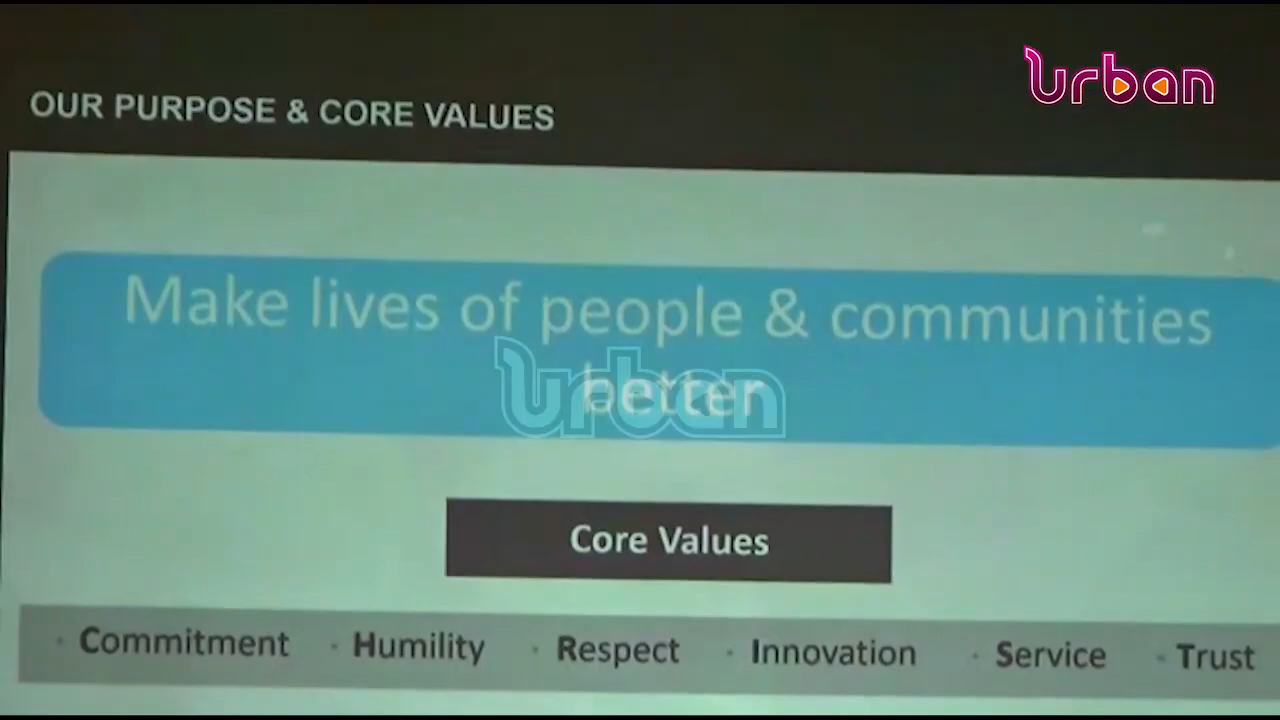 Urban
OUR PURPOSE & CORE VALUES
Make lives of people & communities
better
Urban
Core Values
· Commitment · Humility · Respect · Innovation · Service · Trust